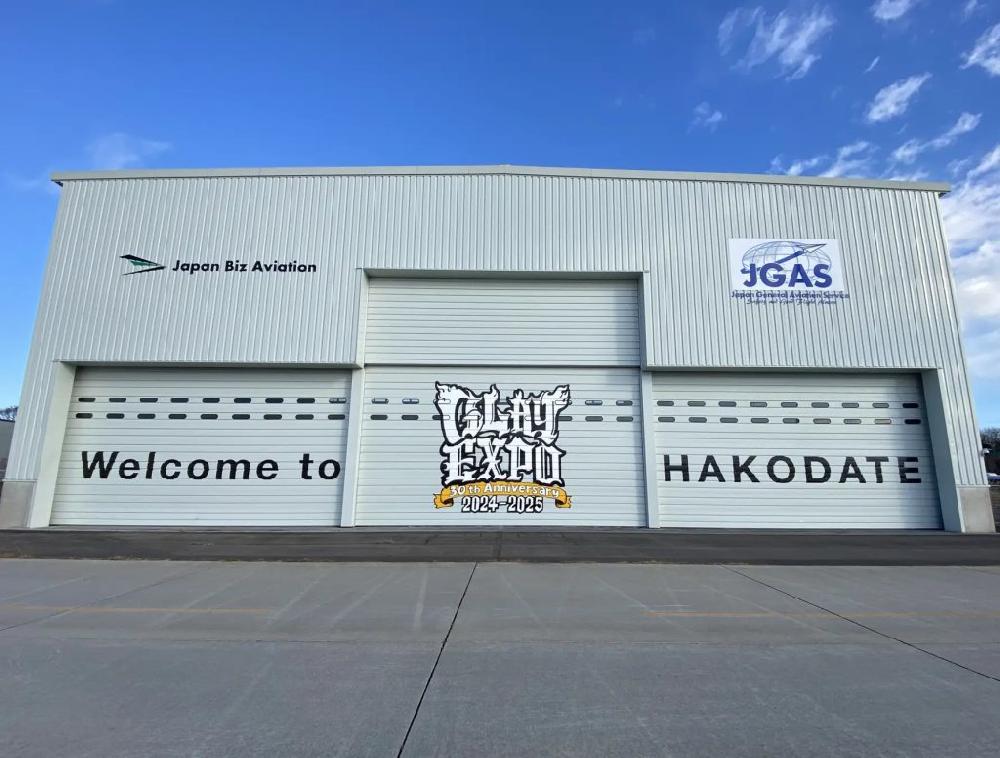 Japan Biz Aviation
JGAS
Japan General Aviation Service
Welcome to
GLAY
EXPO
30th Anniversary
2024-2025
HAKODATE